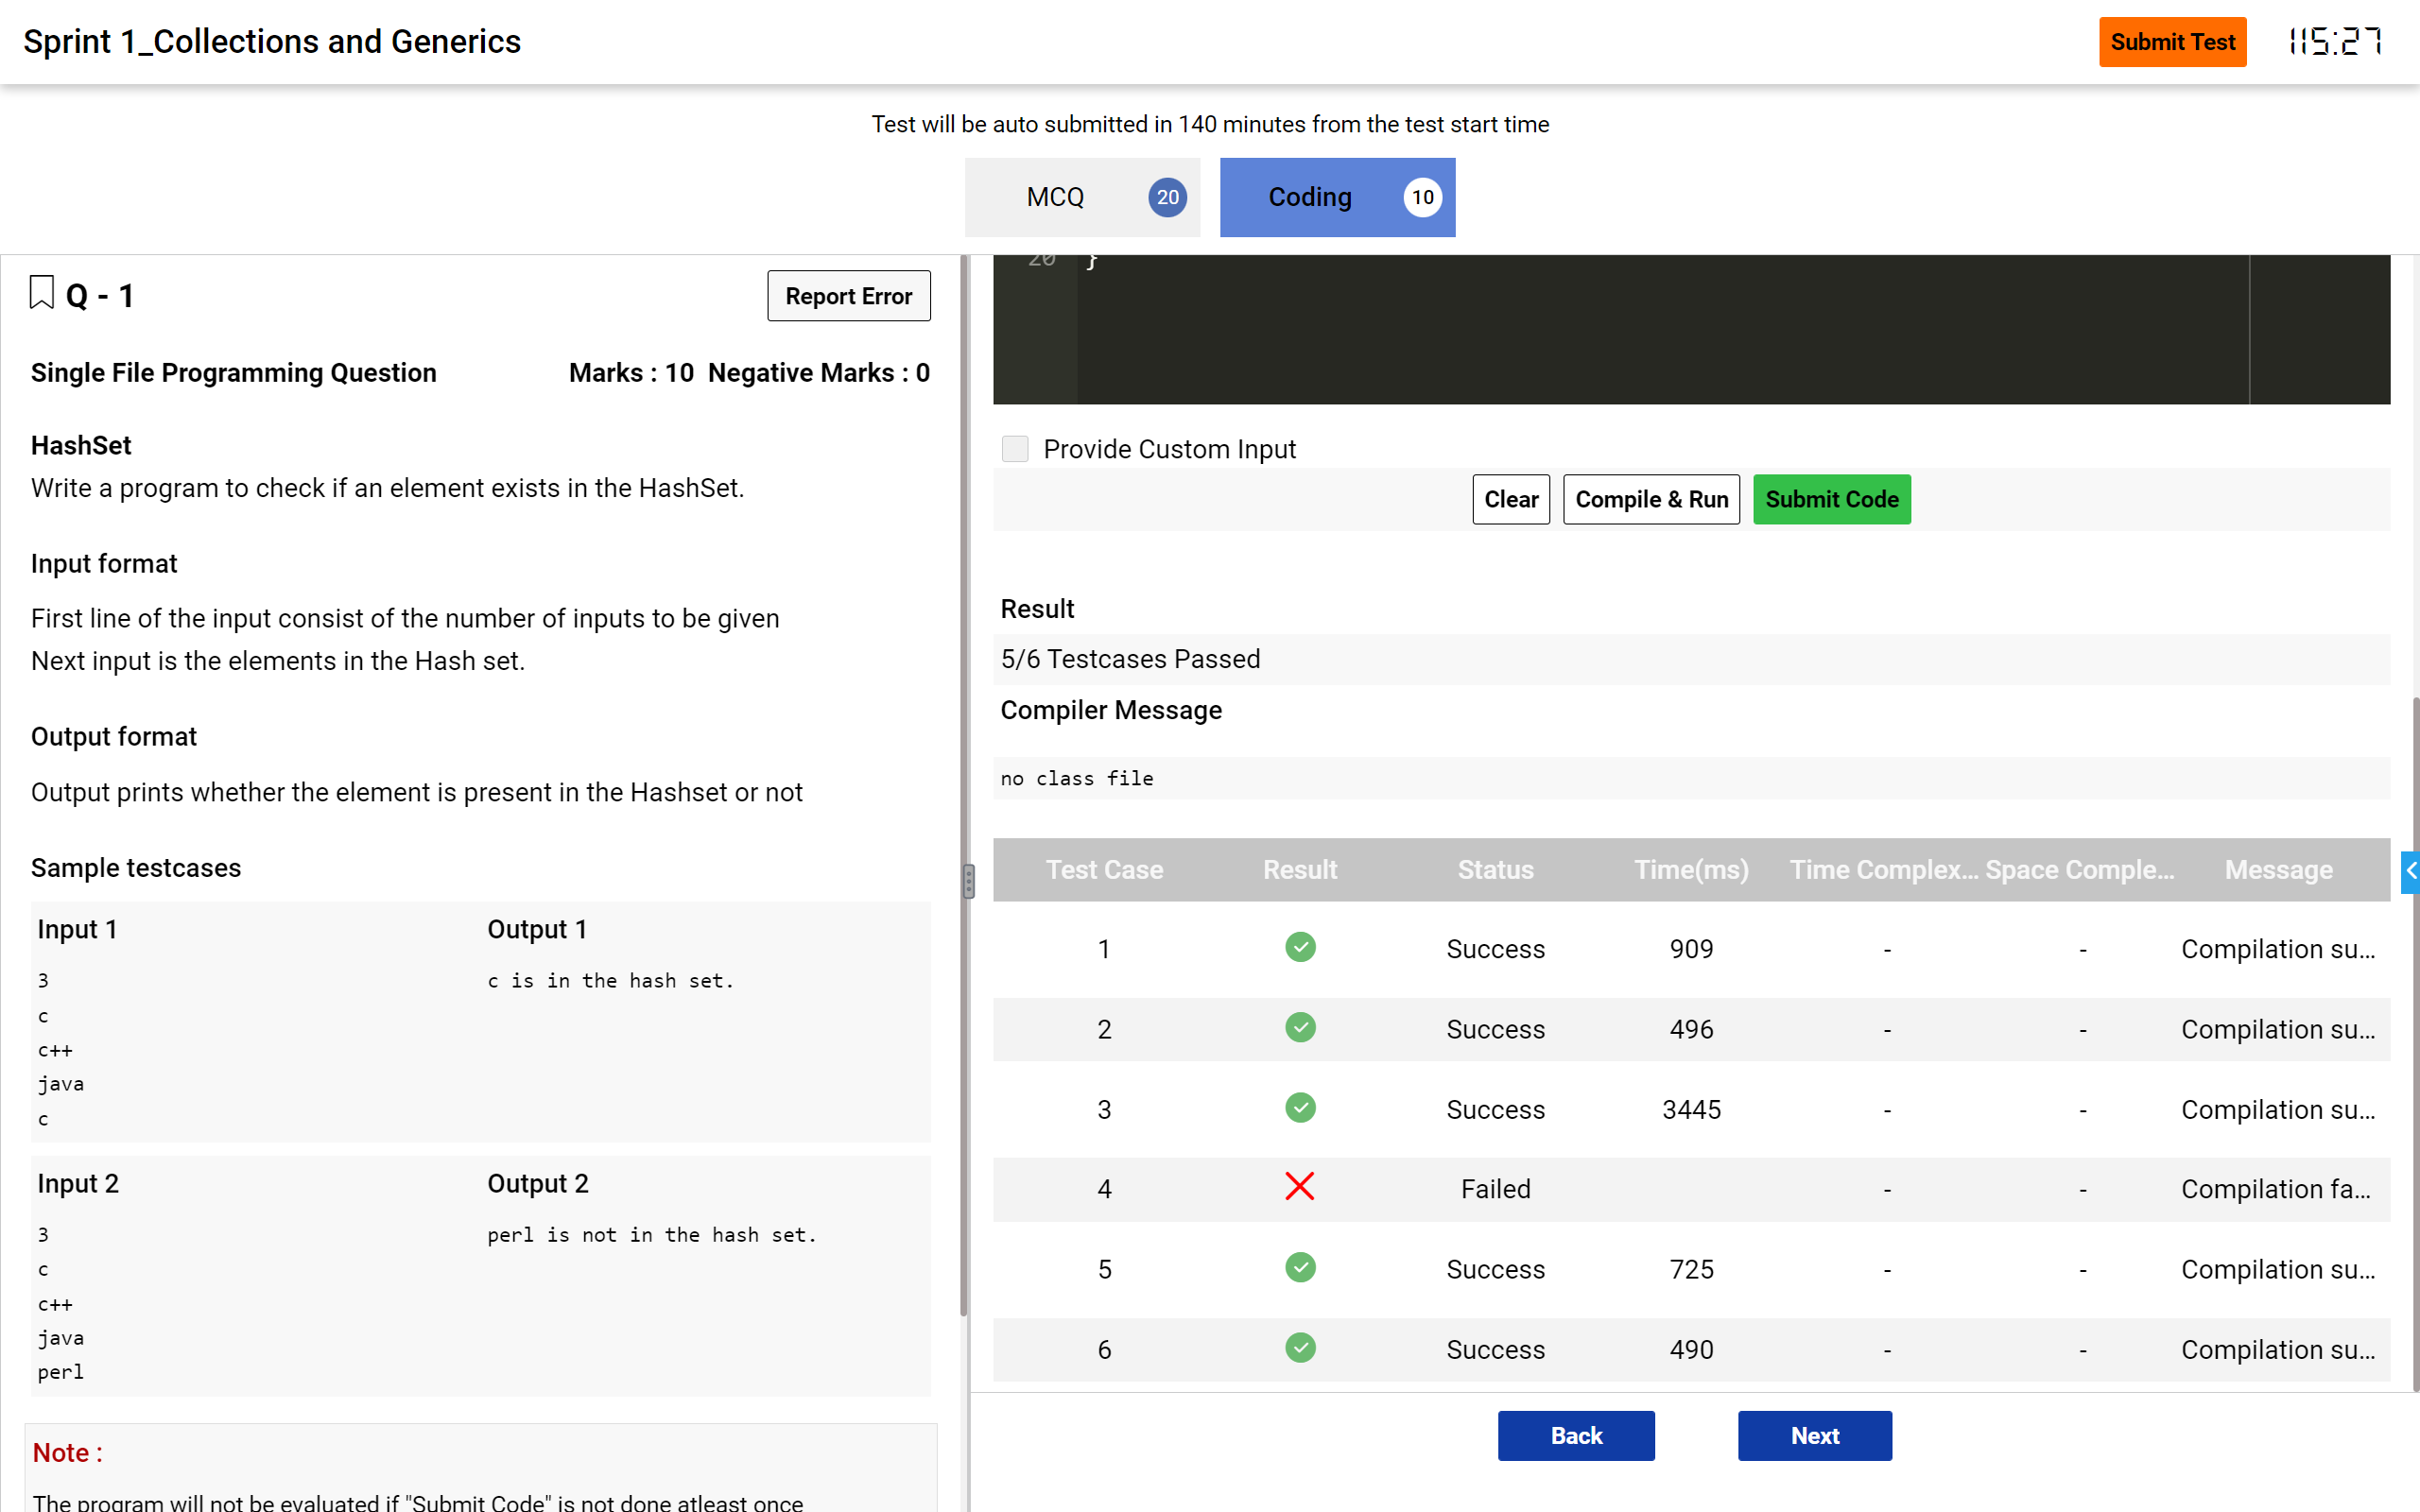 Sprint 1_Collections and Generics
Submit Test
115:27
Test will be auto submitted in 140 minutes from the test start time
MCQ 20
Coding 10
Q - 1
Report Error
Single File Programming Question
Marks : 10 Negative Marks : 0
HashSet
Write a program to check if an element exists in the HashSet.
Input format
First line of the input consist of the number of inputs to be given
Next input is the elements in the Hash set.
Output format
Output prints whether the element is present in the Hashset or not
Sample testcases
Input 1 Output 1
3 c is in the hash set.
c
c++
java
c
Input 2 Output 2
3 perl is not in the hash set.
c
c++
java
perl
Note :
The program will not be evaluated if "Submit Code" is not done atleast once
20 }
Provide Custom Input
Clear
Compile & Run
Submit Code
Result
5/6 Testcases Passed
Compiler Message
no class file
Test Case Result Status Time(ms) Time Complex... Space Comple... Message
1 Success 909 - - Compilation su...
2 Success 496 - - Compilation su...
3 Success 3445 - - Compilation su...
4 Failed - - Compilation fa...
5 Success 725 - - Compilation su...
6 Success 490 - - Compilation su...
Back
Next